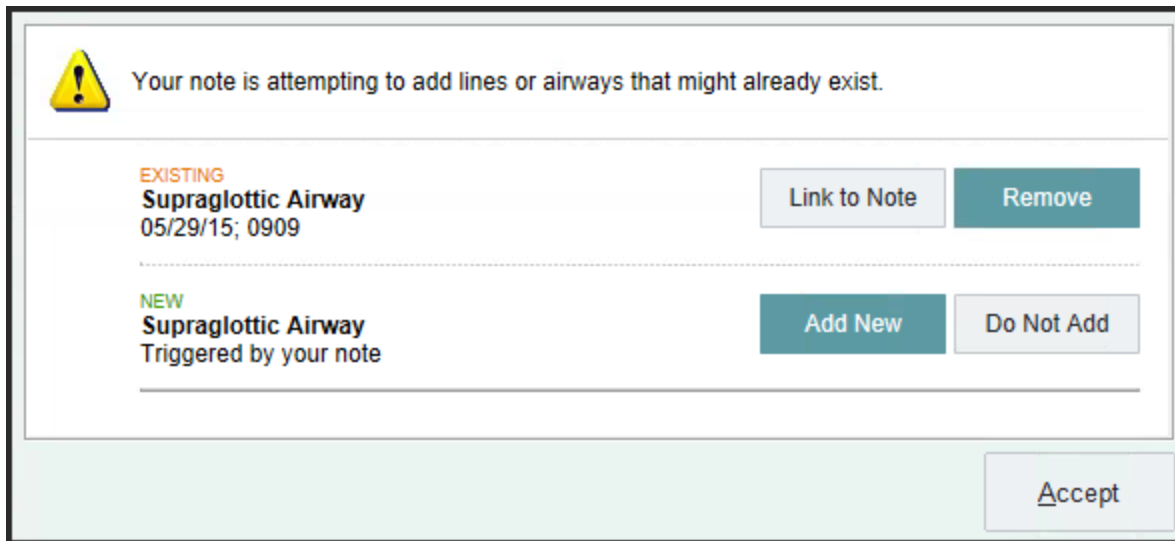 Your note is attempting to add lines or airways that might already exist.
EXISTING
Supraglottic Airway
05/29/15; 0909
Link to Note
Remove
NEW
Supraglottic Airway
Triggered by your note
Add New
Do Not Add
Accept